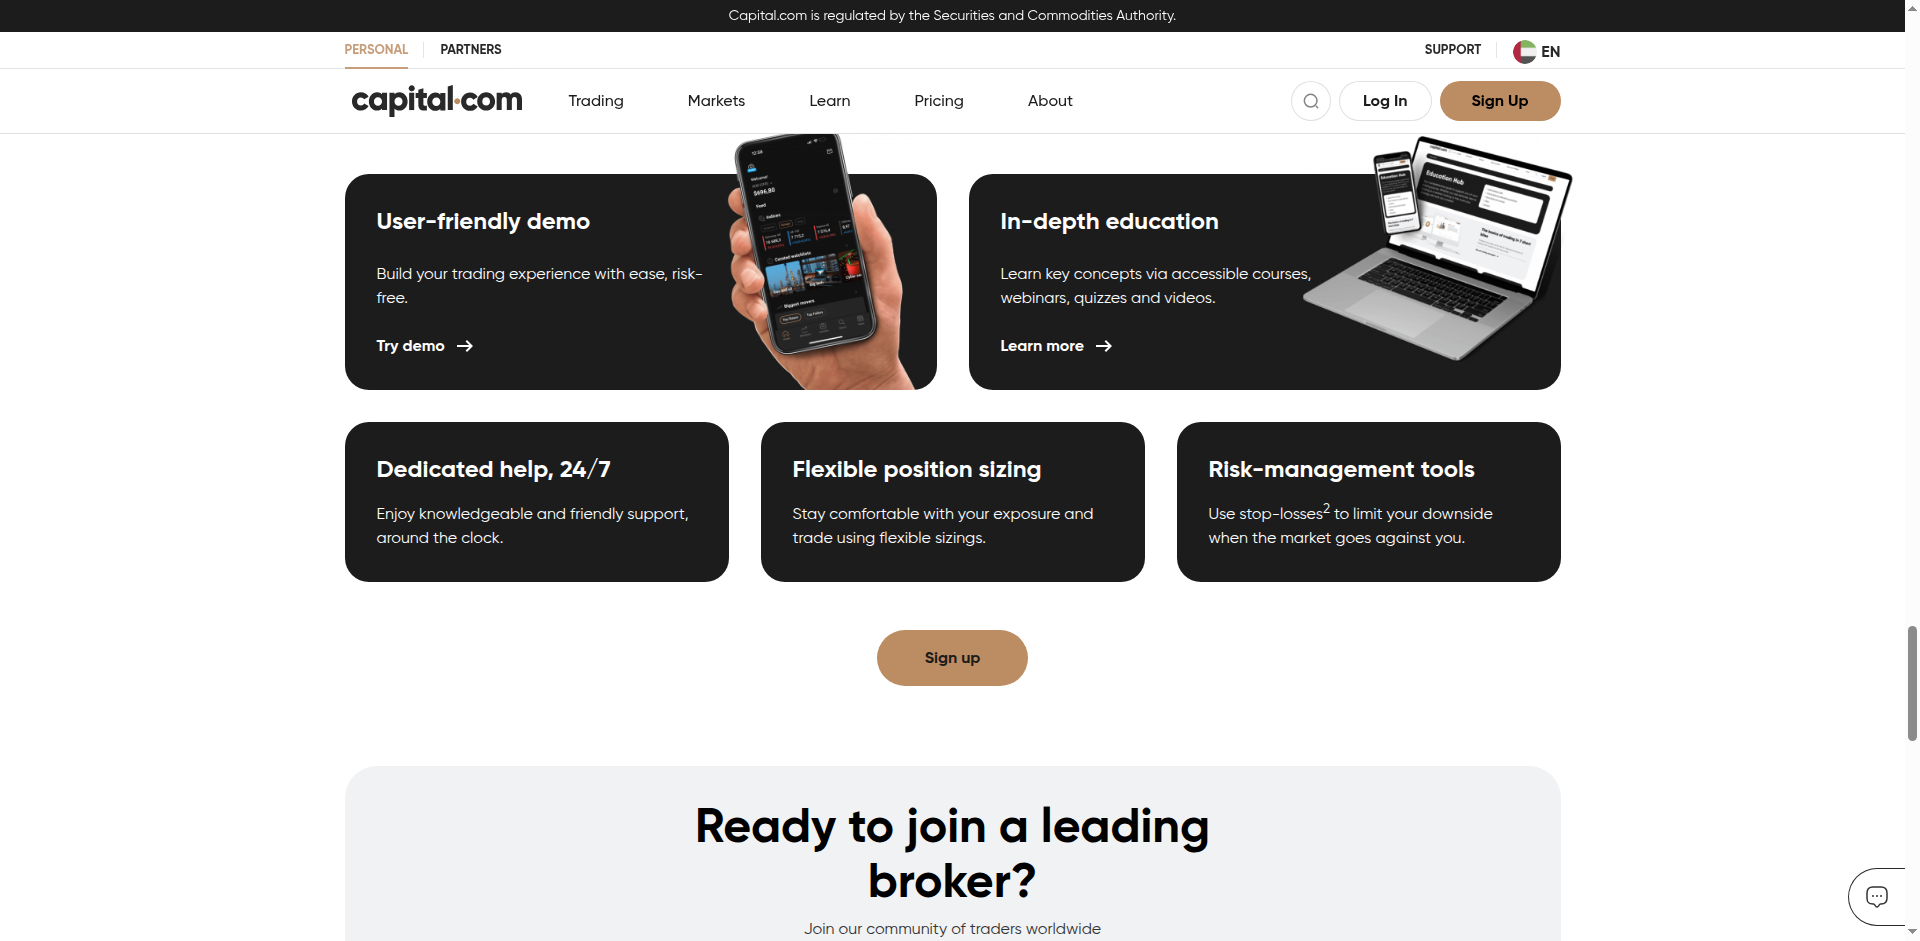 Capital.com is regulated by the Securities and Commodities Authority.
PERSONAL
PARTNERS
SUPPORT
EN
capital.com
Trading
Markets
Learn
Pricing
About
Log In
Sign Up
User-friendly demo
Build your trading experience with ease, risk-
free.
Try demo
In-depth education
Learn key concepts via accessible courses,
webinars, quizzes and videos.
Learn more
Education Hub
Dedicated help, 24/7
Enjoy knowledgeable and friendly support,
around the clock.
Flexible position sizing
Stay comfortable with your exposure and
trade using flexible sizings.
Risk-management tools
Use stop-losses2 to limit your downside
when the market goes against you.
Sign up
Ready to join a leading
broker?
Join our community of traders worldwide